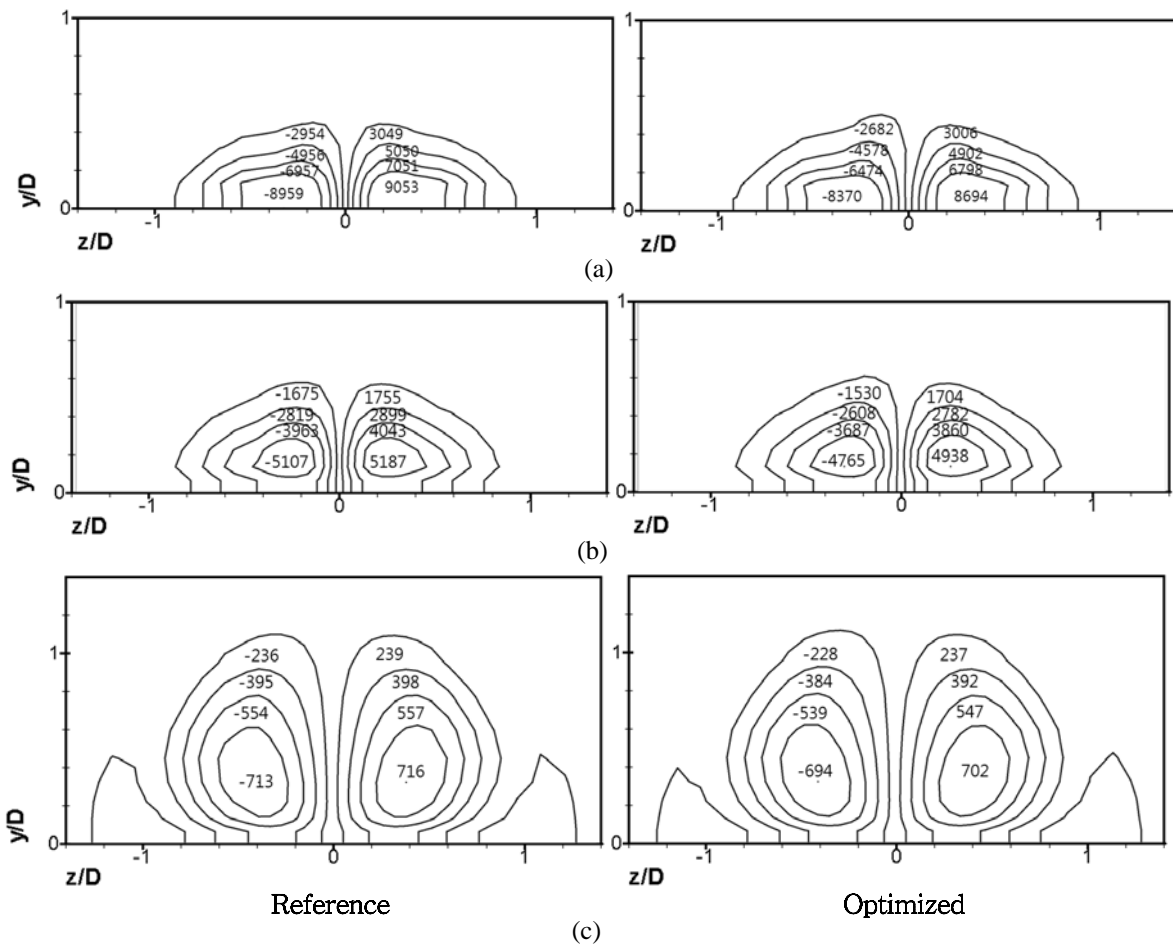 1
y/D
-2954 3049
-4956 5050
-6957 7051
-8959 9053
0
-1 0 1
z/D
1
y/D
-2682 3006
-4578 4902
-6474 6798
-8370 8694
0
-1 0 1
z/D
(a)
1
y/D
-1675 1755
-2819 2899
-3963 4043
-5107 5187
0
-1 0 1
z/D
1
-1530 1704
-2608 2782
-3687 3860
-4765 4938
0
-1 0 1
z/D
(b)
1
y/D
-236 239
-395 398
-554 557
-713 716
0
-1 0 1
z/D
Reference
1
y/D
-228 237
-384 392
-539 547
-694 702
0
-1 0 1
z/D
Optimized
(c)